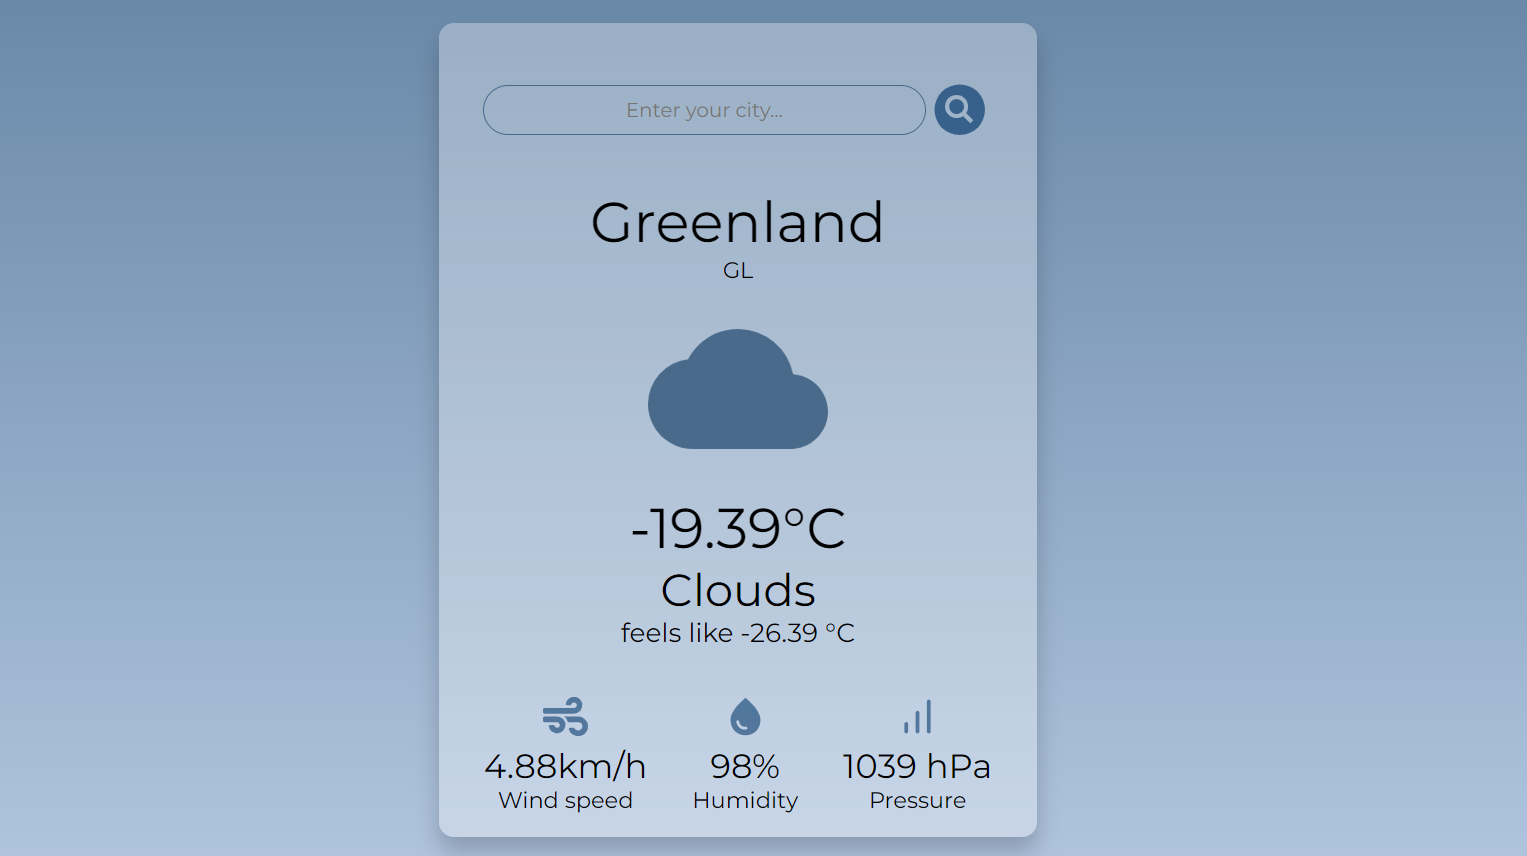 Enter your city...
Greenland
GL
-19.39°C
Clouds
feels like -26.39 °C
4.88km/h 98% 1039 hPa
Wind speed Humidity Pressure